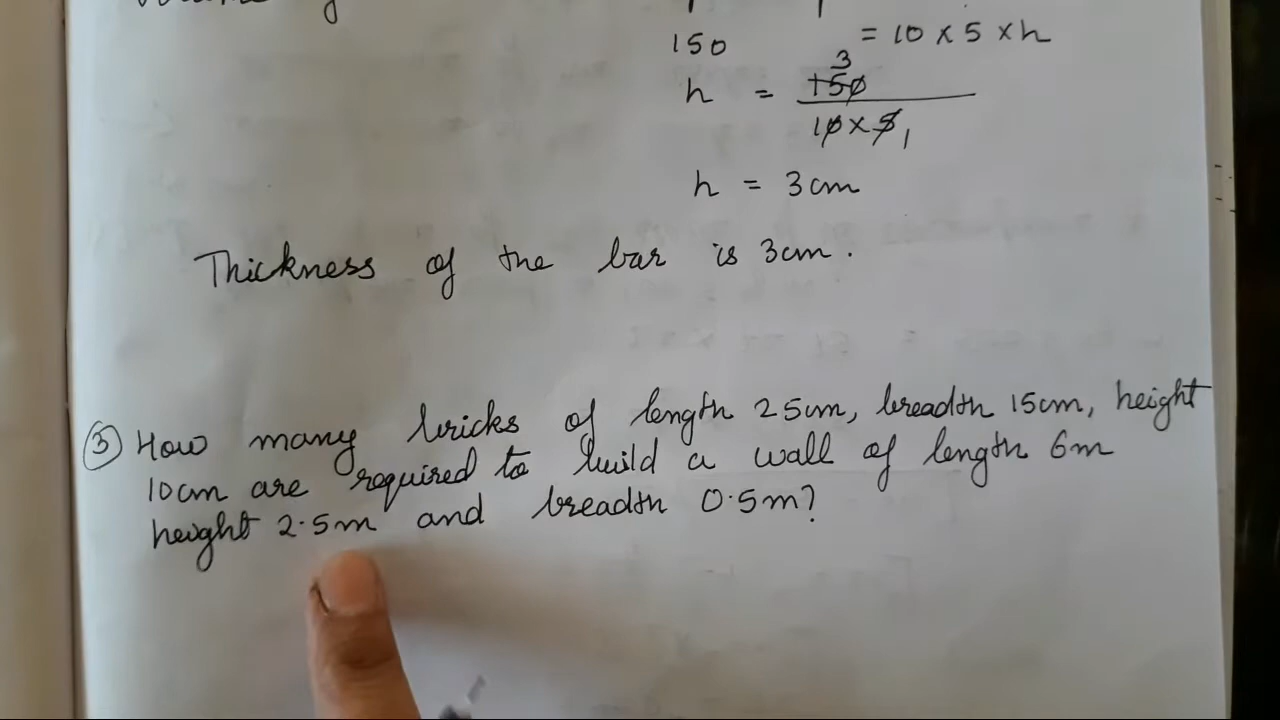 150 = 10 × 5 × h
3
h = 150
10 × 5 1
h = 3cm
Thickness of the bar is 3cm.
③ How many bricks of length 25cm, breadth 15cm, height
10cm are required to build a wall of length 6m
height 2.5m and breadth 0.5m?